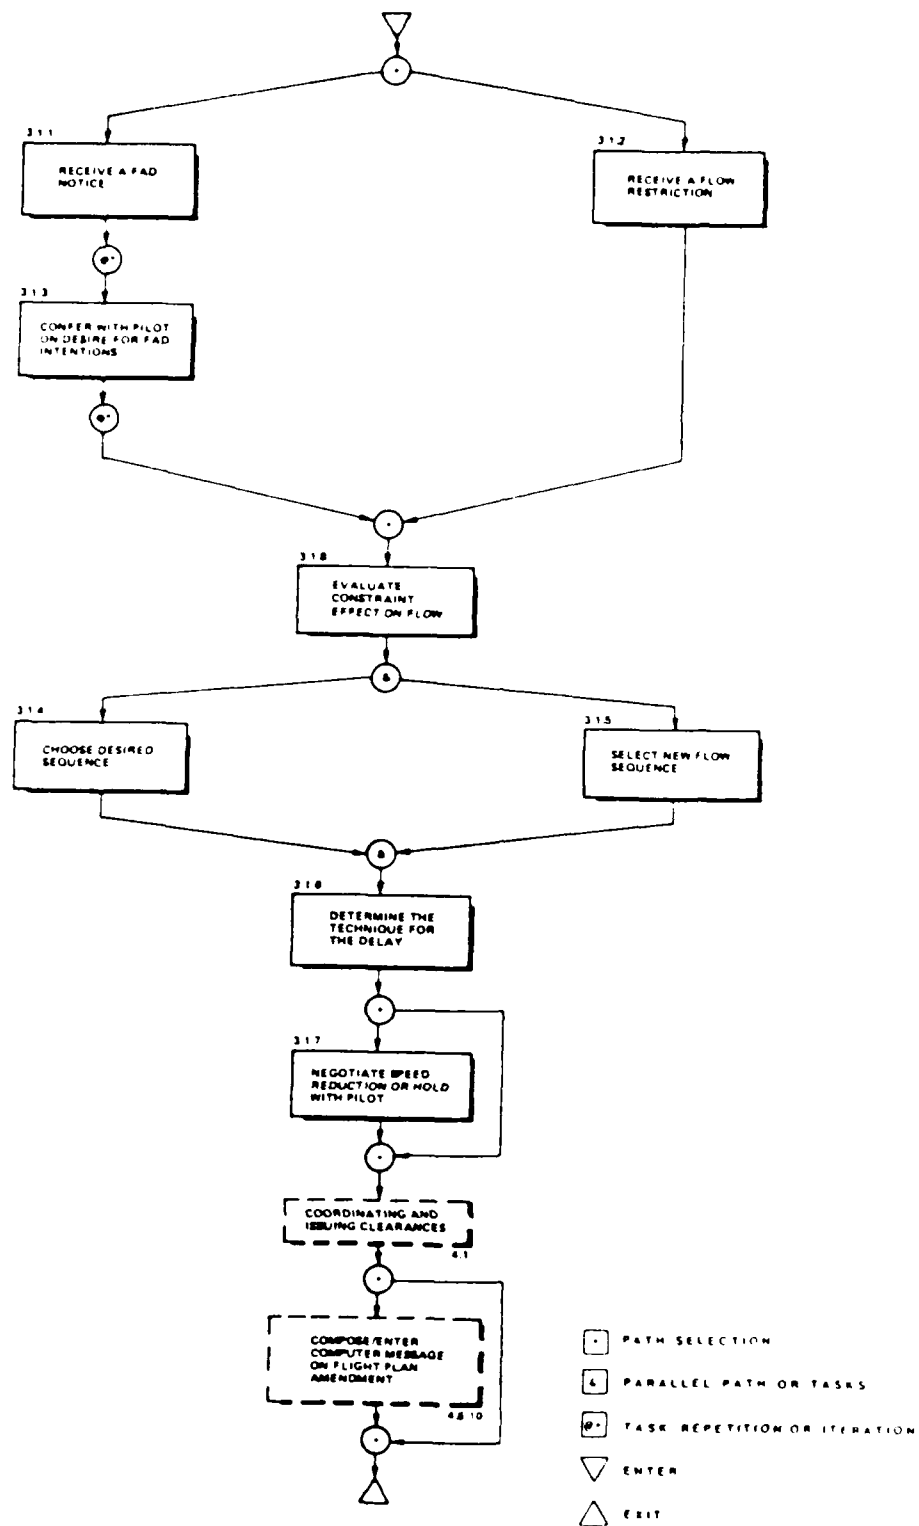 3.1.1
RECEIVE A FAD
NOTICE
3.1.2
RECEIVE A FLOW
RESTRICTION
@*
3.1.3
CONFER WITH PILOT
ON DESIRE FOR FAD
INTENTIONS
@*
3.1.8
EVALUATE
CONSTRAINT
EFFECT ON FLOW
&
3.1.4
CHOOSE DESIRED
SEQUENCE
3.1.5
SELECT NEW FLOW
SEQUENCE
&
3.1.6
DETERMINE THE
TECHNIQUE FOR
THE DELAY
3.1.7
NEGOTIATE SPEED
REDUCTION OR HOLD
WITH PILOT
COORDINATING AND
ISSUING CLEARANCES
4.1
COMPOSE/ENTER
COMPUTER MESSAGE
ON FLIGHT PLAN
AMENDMENT
PATH SELECTION
& PARALLEL PATH OR TASKS
@* TASK REPETITION OR ITERATION
ENTER
EXIT